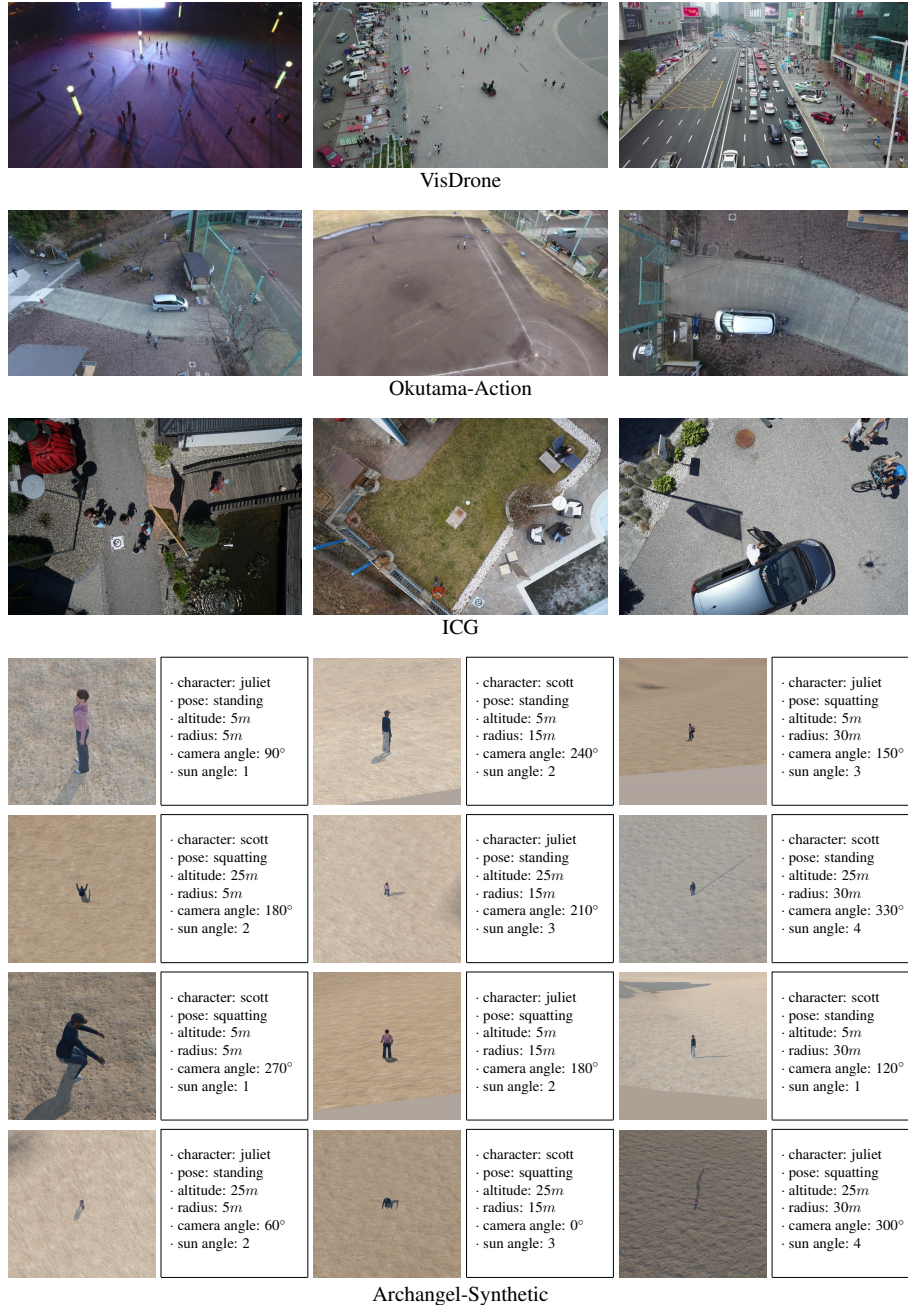 VisDrone
Okutama-Action
ICG
· character: juliet
· pose: standing
· altitude: 5m
· radius: 5m
· camera angle: 90°
· sun angle: 1
· character: scott
· pose: standing
· altitude: 5m
· radius: 15m
· camera angle: 240°
· sun angle: 2
· character: juliet
· pose: squatting
· altitude: 5m
· radius: 30m
· camera angle: 150°
· sun angle: 3
· character: scott
· pose: squatting
· altitude: 25m
· radius: 5m
· camera angle: 180°
· sun angle: 2
· character: juliet
· pose: standing
· altitude: 25m
· radius: 15m
· camera angle: 210°
· sun angle: 3
· character: scott
· pose: standing
· altitude: 25m
· radius: 30m
· camera angle: 330°
· sun angle: 4
· character: scott
· pose: squatting
· altitude: 5m
· radius: 5m
· camera angle: 270°
· sun angle: 1
· character: juliet
· pose: squatting
· altitude: 5m
· radius: 15m
· camera angle: 180°
· sun angle: 2
· character: scott
· pose: standing
· altitude: 5m
· radius: 30m
· camera angle: 120°
· sun angle: 1
· character: juliet
· pose: standing
· altitude: 25m
· radius: 5m
· camera angle: 60°
· sun angle: 2
· character: scott
· pose: squatting
· altitude: 25m
· radius: 15m
· camera angle: 0°
· sun angle: 3
· character: juliet
· pose: squatting
· altitude: 25m
· radius: 30m
· camera angle: 300°
· sun angle: 4
Archangel-Synthetic